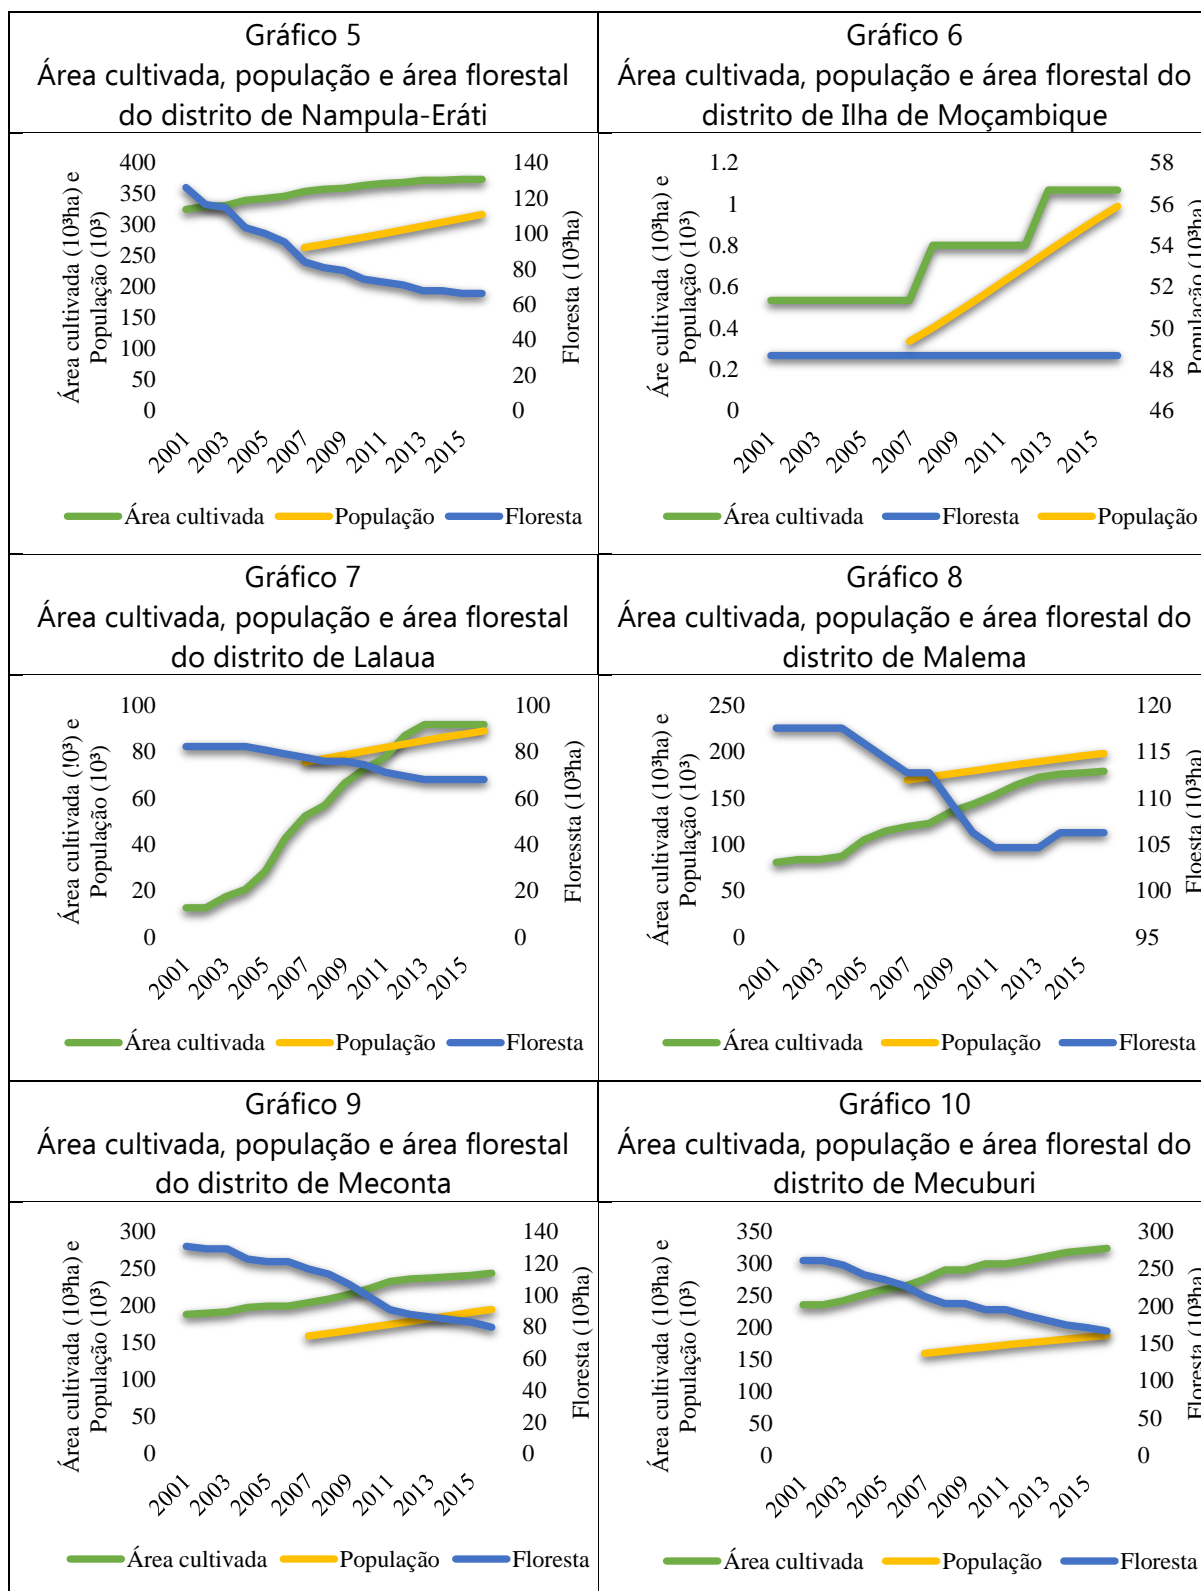 Gráfico 5
Área cultivada, população e área florestal
do distrito de Nampula-Eráti
Gráfico 6
Área cultivada, população e área florestal do
distrito de Ilha de Moçambique
Área cultivada (10³ha) e
População (10³)
400
350
300
250
200
150
100
50
0
140
120
100
80
60
40
20
0
Floresta (10³ha)
2001
2003
2005
2007
2009
2011
2013
2015
Área cultivada
População
Floresta
Áre cultivada (10³ha) e
População (10³)
1.2
1
0.8
0.6
0.4
0.2
0
58
56
54
52
50
48
46
População (10³ha)
2001
2003
2005
2007
2009
2011
2013
2015
Área cultivada
Floresta
População
Gráfico 7
Área cultivada, população e área florestal
do distrito de Lalaua
Gráfico 8
Área cultivada, população e área florestal do
distrito de Malema
Área cultivada (10³) e
População (10³)
100
80
60
40
20
0
100
80
60
40
20
0
Floressta (10³ha)
2001
2003
2005
2007
2009
2011
2013
2015
Área cultivada
População
Floresta
Área cultivada (10³ha) e
População (10³)
250
200
150
100
50
0
120
115
110
105
100
95
Floesta (10³ha)
2001
2003
2005
2007
2009
2011
2013
2015
Área cultivada
População
Floresta
Gráfico 9
Área cultivada, população e área florestal
do distrito de Meconta
Gráfico 10
Área cultivada, população e área florestal do
distrito de Mecuburi
Área cultivada (10³ha) e
População (10³)
300
250
200
150
100
50
0
140
120
100
80
60
40
20
0
Floresta (10³ha)
2001
2003
2005
2007
2009
2011
2013
2015
Área cultivada
População
Floresta
Área cultivada (10³ha) e
População (10³)
350
300
250
200
150
100
50
0
300
250
200
150
100
50
0
Floresta (10³ha)
2001
2003
2005
2007
2009
2011
2013
2015
Área cultivada
População
Floresta